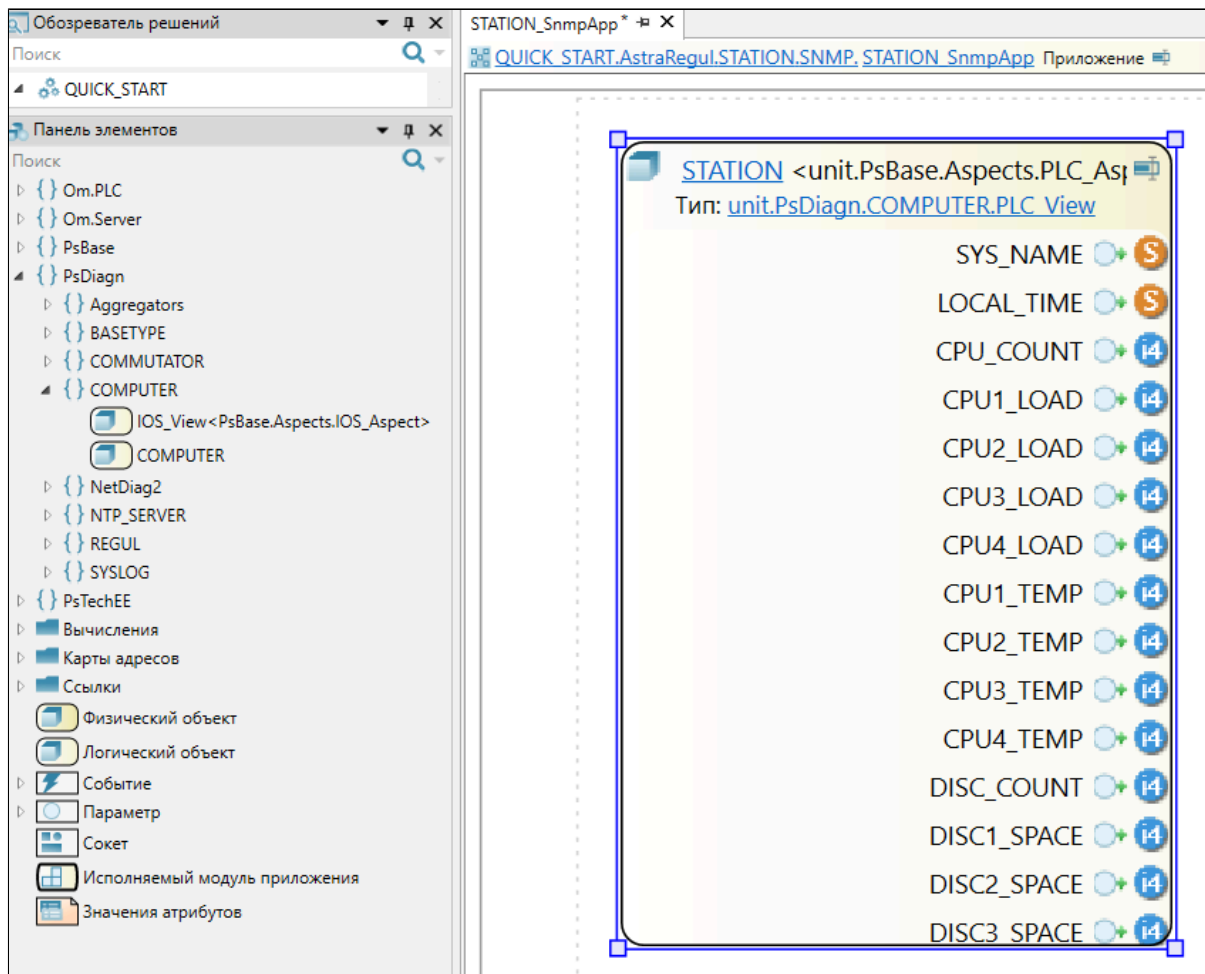 Обозреватель решений
Поиск
QUICK_START
Панель элементов
Поиск
{ } Om.PLC
{ } Om.Server
{ } PsBase
{ } PsDiagn
{ } Aggregators
{ } BASETYPE
{ } COMMUTATOR
{ } COMPUTER
IOS_View<PsBase.Aspects.IOS_Aspect>
COMPUTER
{ } NetDiag2
{ } NTP_SERVER
{ } REGUL
{ } SYSLOG
{ } PsTechEE
Вычисления
Карты адресов
Ссылки
Физический объект
Логический объект
Событие
Параметр
Сокет
Исполняемый модуль приложения
Значения атрибутов
STATION_SnmpApp*
QUICK_START.AstraRegul.STATION.SNMP. STATION_SnmpApp Приложение
STATION <unit.PsBase.Aspects.PLC_Asp
Тип: unit.PsDiagn.COMPUTER.PLC_View
SYS_NAME S
LOCAL_TIME S
CPU_COUNT i4
CPU1_LOAD i4
CPU2_LOAD i4
CPU3_LOAD i4
CPU4_LOAD i4
CPU1_TEMP i4
CPU2_TEMP i4
CPU3_TEMP i4
CPU4_TEMP i4
DISC_COUNT i4
DISC1_SPACE i4
DISC2_SPACE i4
DISC3_SPACE i4